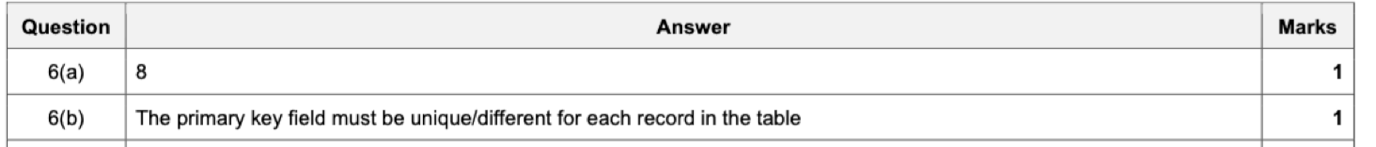 Question Answer Marks
6(a) 8 1
6(b) The primary key field must be unique/different for each record in the table 1